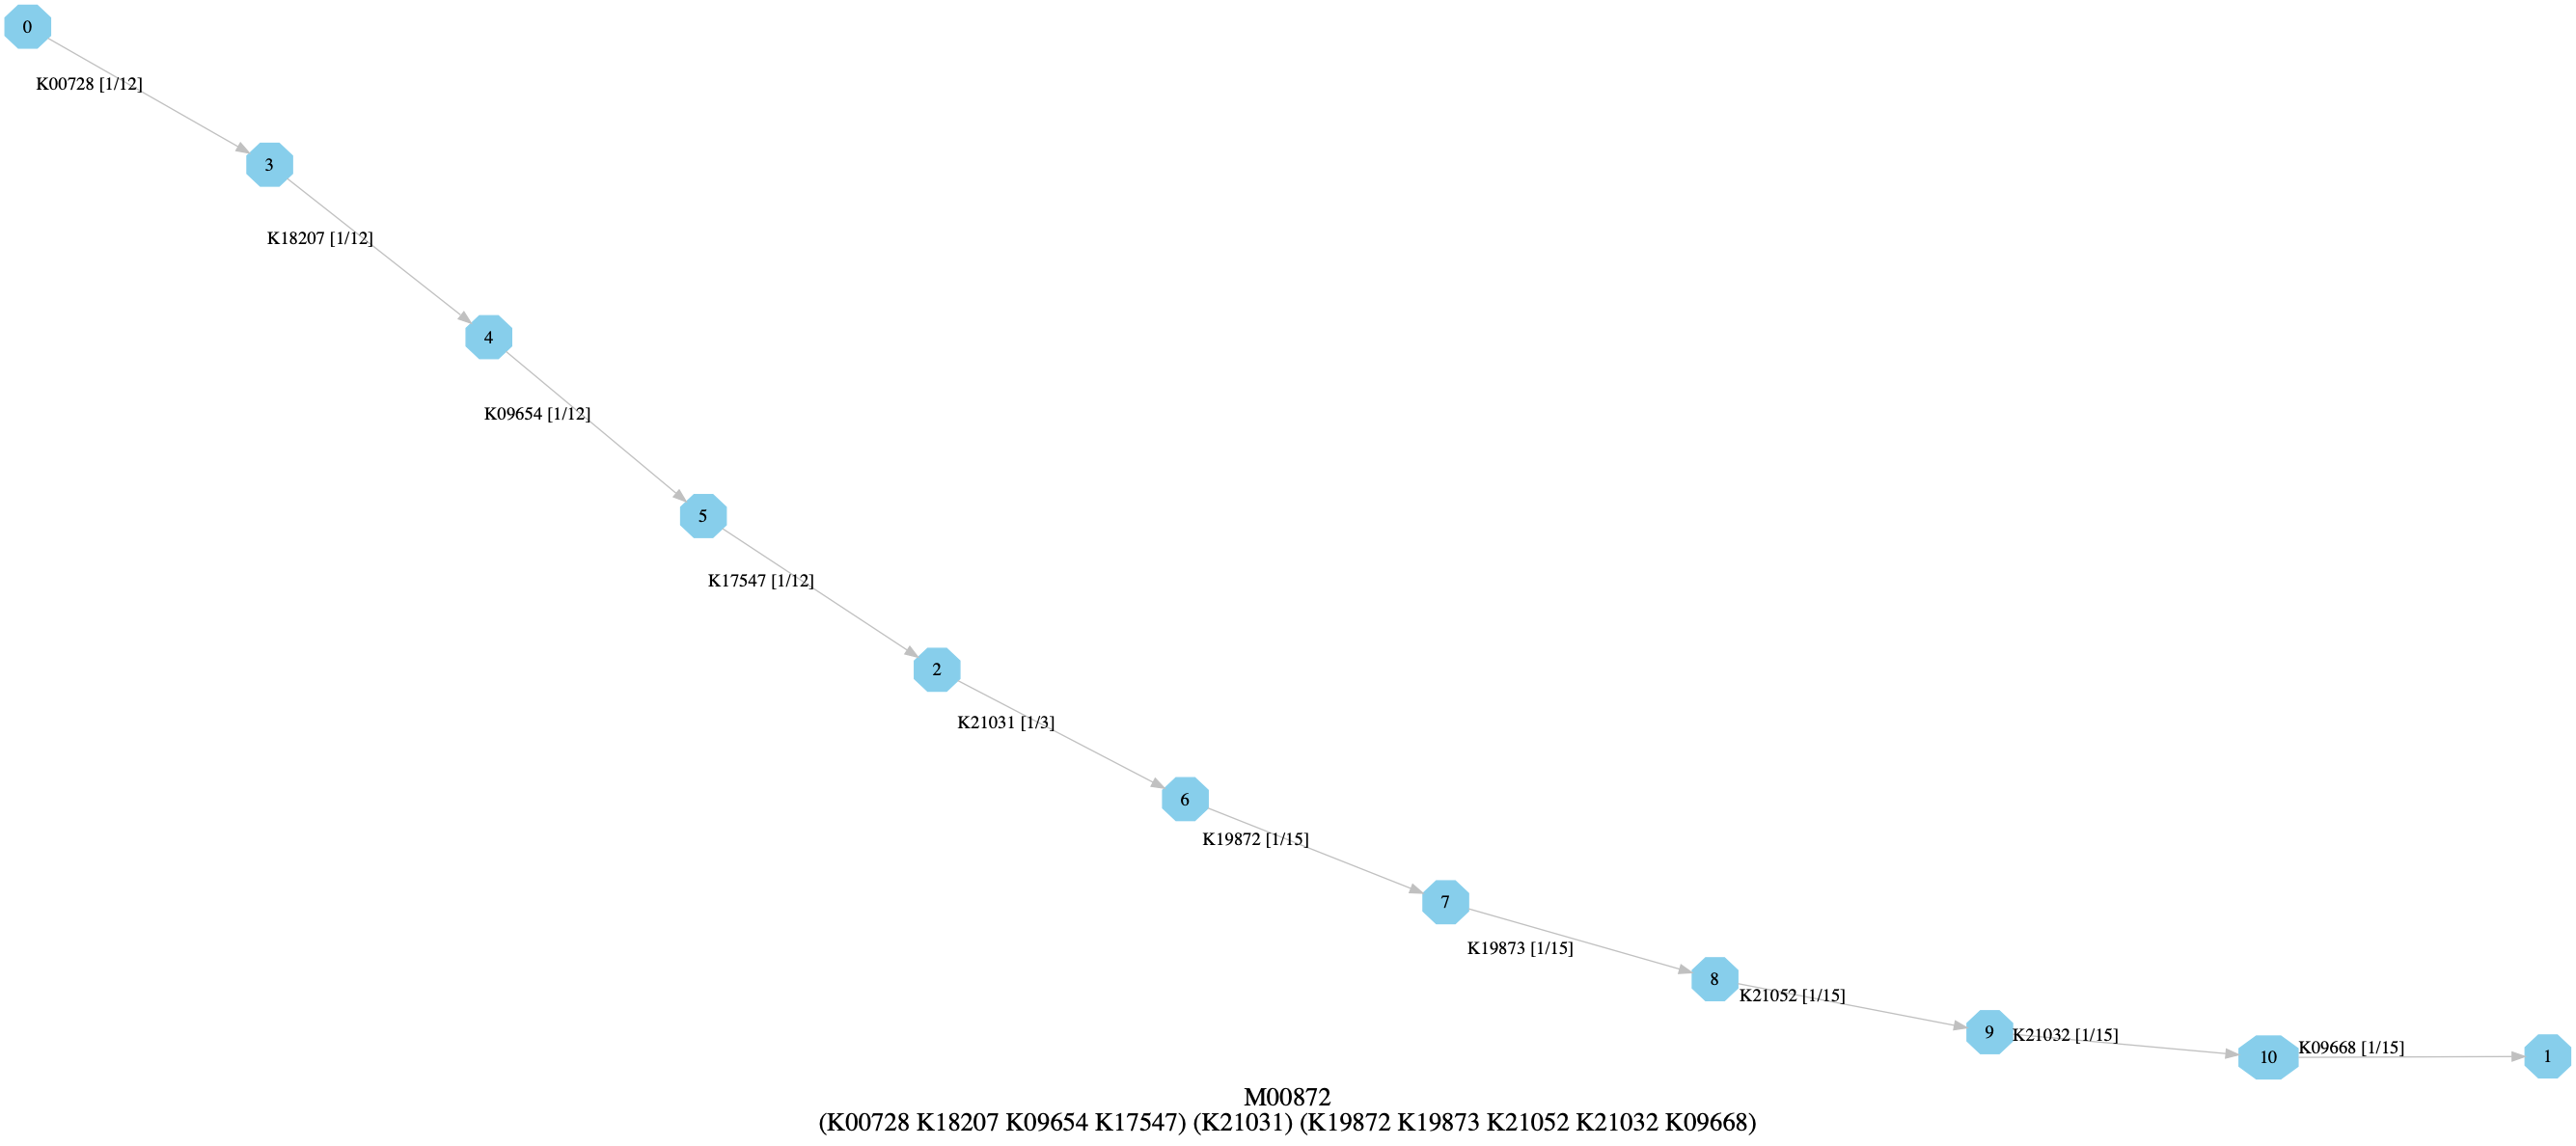 0
K00728 [1/12]
3
K18207 [1/12]
4
K09654 [1/12]
5
K17547 [1/12]
2
K21031 [1/3]
6
K19872 [1/15]
7
K19873 [1/15]
8
K21052 [1/15]
9
K21032 [1/15]
10
K09668 [1/15]
1
M00872
(K00728 K18207 K09654 K17547) (K21031) (K19872 K19873 K21052 K21032 K09668)